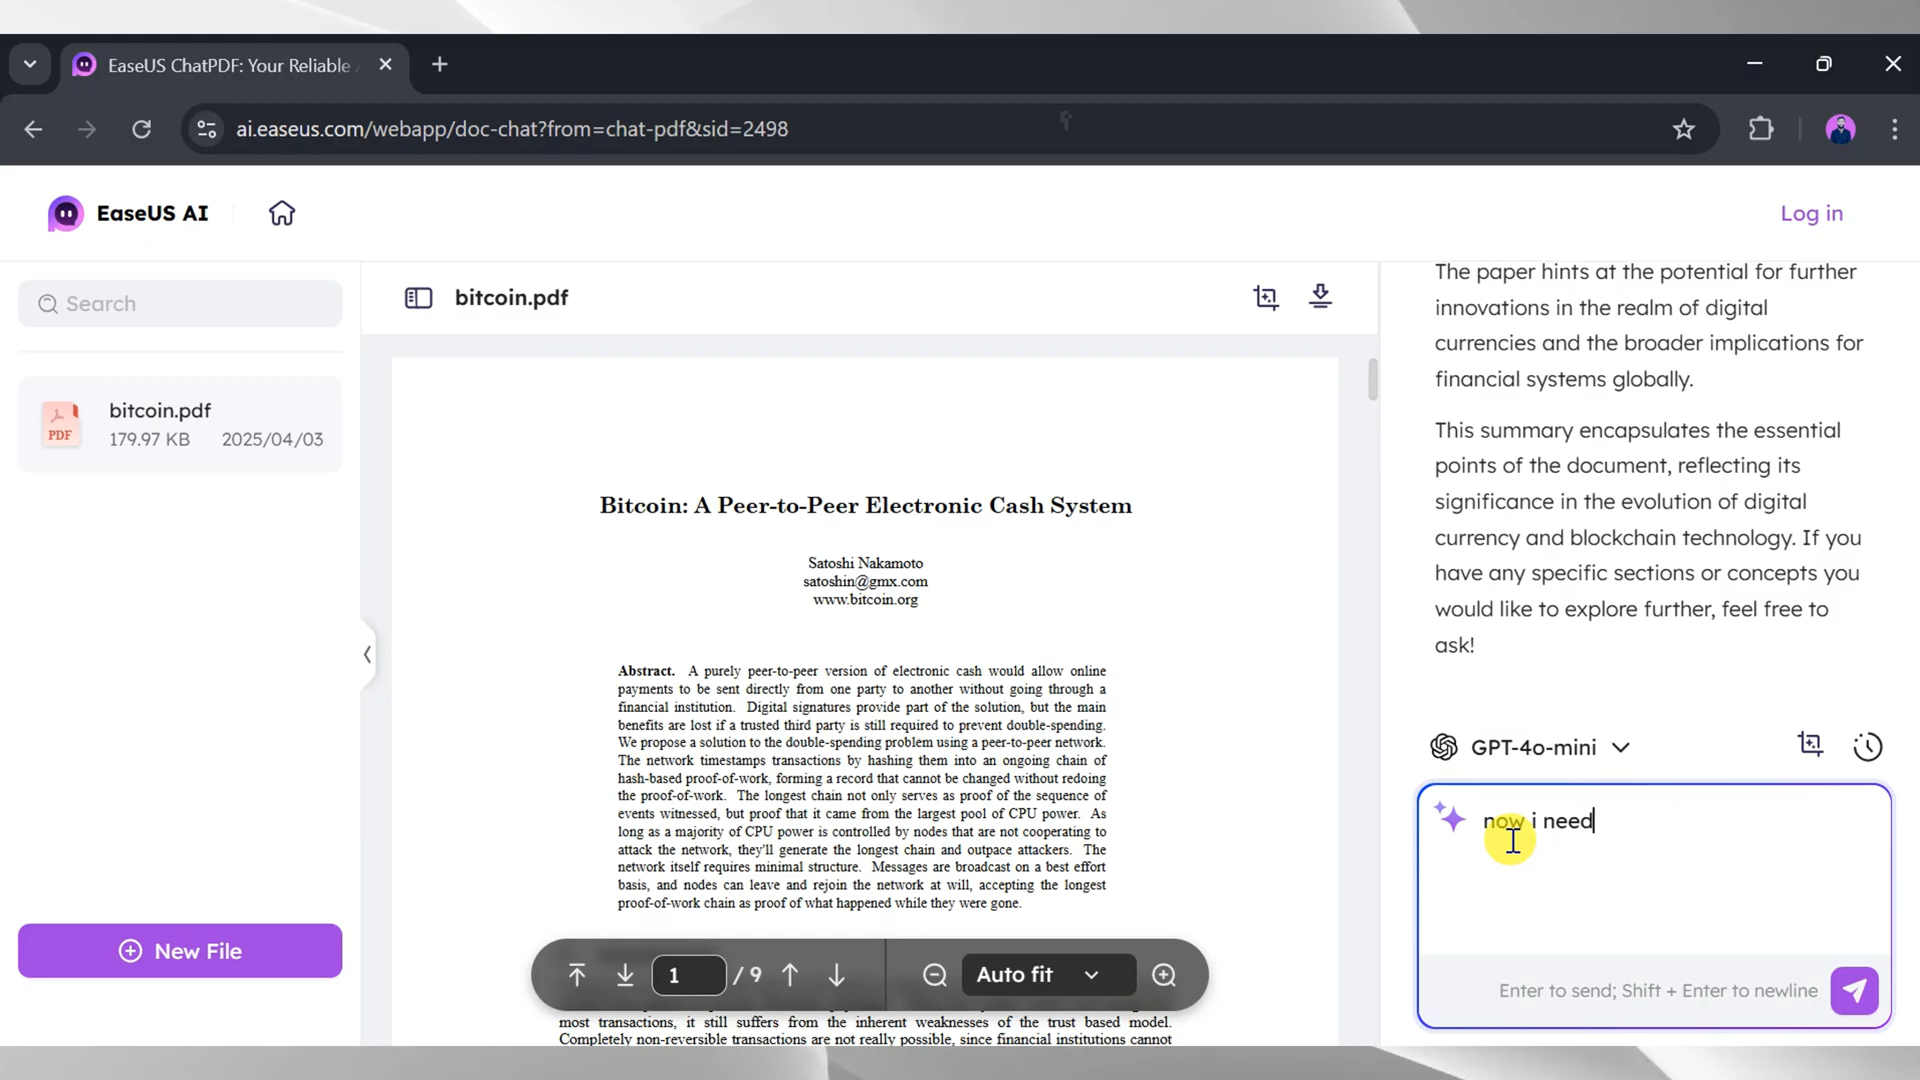 EaseUS ChatPDF: Your Reliable
ai.easeus.com/webapp/doc-chat?from=chat-pdf&sid=2498
EaseUS AI
Log in
Search
bitcoin.pdf
PDF
179.97 KB 2025/04/03
New File
bitcoin.pdf
Bitcoin: A Peer-to-Peer Electronic Cash System
Satoshi Nakamoto
satoshin@gmx.com
www.bitcoin.org
Abstract. A purely peer-to-peer version of electronic cash would allow online
payments to be sent directly from one party to another without going through a
financial institution. Digital signatures provide part of the solution, but the main
benefits are lost if a trusted third party is still required to prevent double-spending.
We propose a solution to the double-spending problem using a peer-to-peer network.
The network timestamps transactions by hashing them into an ongoing chain of
hash-based proof-of-work, forming a record that cannot be changed without redoing
the proof-of-work. The longest chain not only serves as proof of the sequence of
events witnessed, but proof that it came from the largest pool of CPU power. As
long as a majority of CPU power is controlled by nodes that are not cooperating to
attack the network, they'll generate the longest chain and outpace attackers. The
network itself requires minimal structure. Messages are broadcast on a best effort
basis, and nodes can leave and rejoin the network at will, accepting the longest
proof-of-work chain as proof of what happened while they were gone.
1 / 9
Auto fit
most transactions, it still suffers from the inherent weaknesses of the trust based model.
Completely non-reversible transactions are not really possible, since financial institutions cannot
The paper hints at the potential for further
innovations in the realm of digital
currencies and the broader implications for
financial systems globally.
This summary encapsulates the essential
points of the document, reflecting its
significance in the evolution of digital
currency and blockchain technology. If you
have any specific sections or concepts you
would like to explore further, feel free to
ask!
GPT-4o-mini
now i need
Enter to send; Shift + Enter to newline